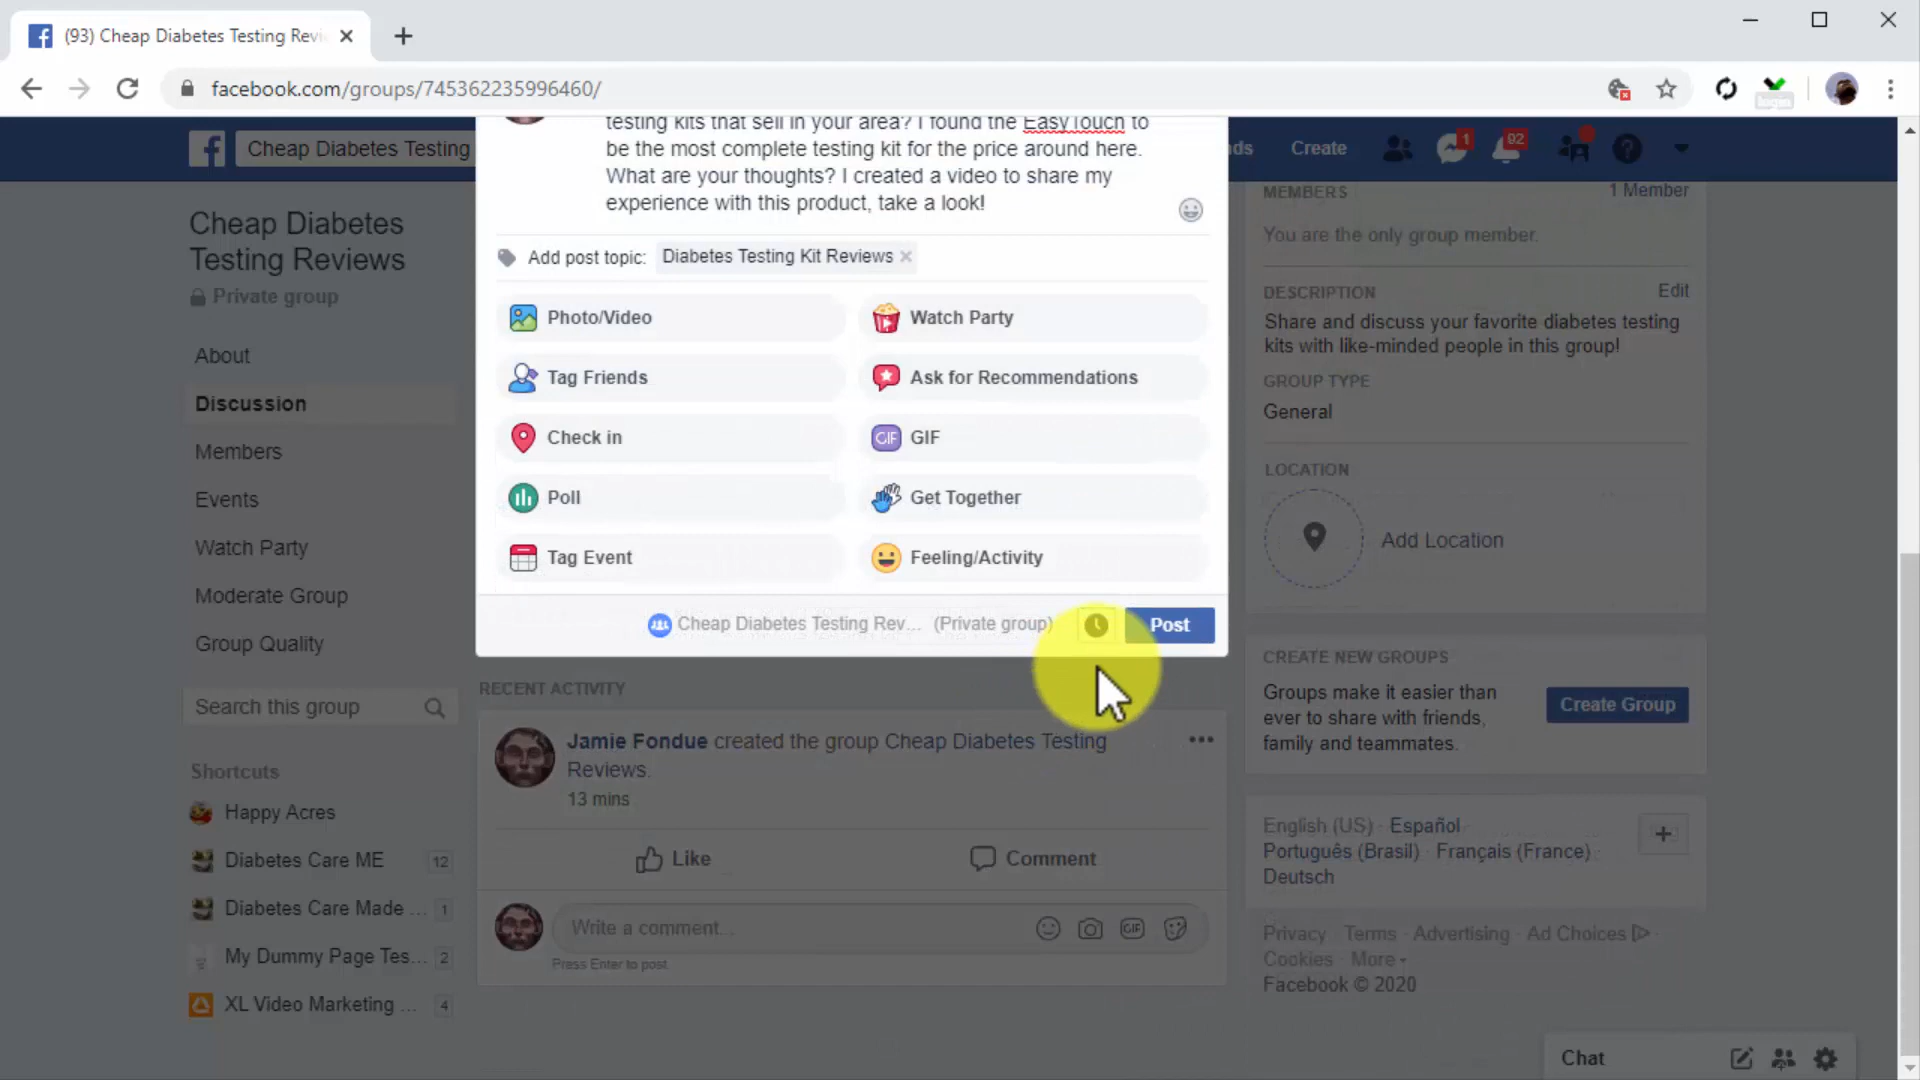 (93) Cheap Diabetes Testing Revi
facebook.com/groups/745362235996460/
login
Cheap Diabetes Testing
nds
Create
1
92
testing kits that sell in your area? I found the EasyTouch to
be the most complete testing kit for the price around here.
What are your thoughts? I created a video to share my
experience with this product, take a look!
Add post topic:
Diabetes Testing Kit Reviews
Photo/Video
Watch Party
Tag Friends
Ask for Recommendations
Check in
GIF
GIF
Poll
Get Together
Tag Event
Feeling/Activity
Cheap Diabetes Testing Rev... (Private group)
Post
Cheap Diabetes
Testing Reviews
Private group
About
Discussion
Members
Events
Watch Party
Moderate Group
Group Quality
Search this group
Shortcuts
Happy Acres
Diabetes Care ME 12
Diabetes Care Made ... 1
My Dummy Page Tes... 2
XL Video Marketing ... 4
RECENT ACTIVITY
Jamie Fondue created the group Cheap Diabetes Testing
Reviews.
13 mins
Like
Comment
Write a comment...
GIF
Press Enter to post.
MEMBERS
1 Member
You are the only group member.
DESCRIPTION
Edit
Share and discuss your favorite diabetes testing
kits with like-minded people in this group!
GROUP TYPE
General
LOCATION
Add Location
CREATE NEW GROUPS
Groups make it easier than
ever to share with friends,
family and teammates.
Create Group
English (US) · Español ·
Português (Brasil) · Français (France) ·
Deutsch
Privacy · Terms · Advertising · Ad Choices ·
Cookies · More
Facebook © 2020
Chat